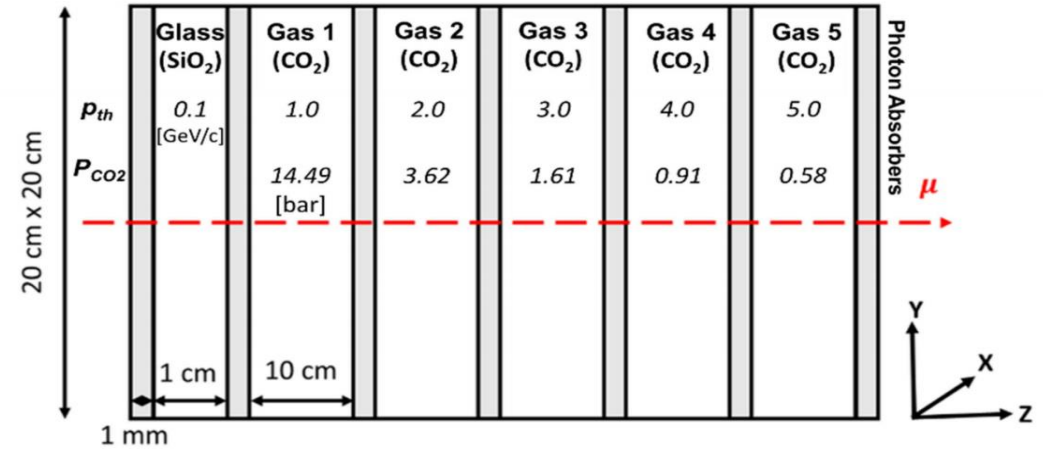 Glass Gas 1 Gas 2 Gas 3 Gas 4 Gas 5
(SiO₂) (CO₂) (CO₂) (CO₂) (CO₂) (CO₂)
p_th 0.1 1.0 2.0 3.0 4.0 5.0
[GeV/c]
P_CO2 14.49 3.62 1.61 0.91 0.58
[bar]
Photon Absorbers
μ
20 cm x 20 cm
1 cm 10 cm
1 mm
Y
X
Z